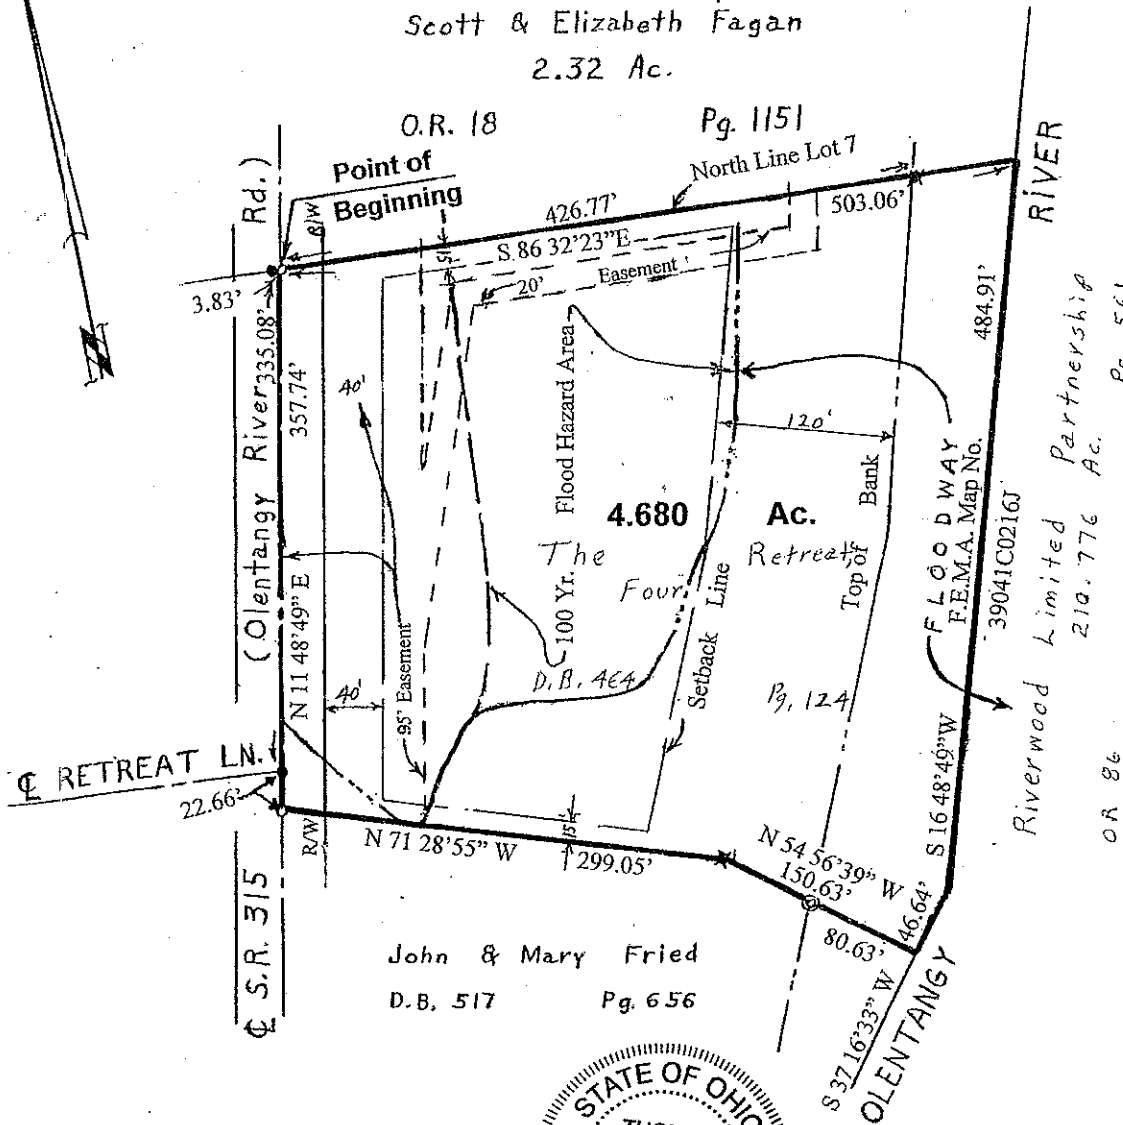 Scott & Elizabeth Fagan
2.32 Ac.
O.R. 18 Pg. 1151
Point of
Beginning
North Line Lot 7
426.77'
503.06'
S 86 32'23"E
20' Easement
R/W
3.83'
335.08'
357.74'
(Olentangy River Rd.)
N 11 48'49" E
40'
40'
95' Easement
100 Yr. Flood Hazard Area
120'
4.680 Ac.
The Four Retreat,
D.B. 464 Pg. 124
Setback Line
Top of Bank
FLOODWAY
F.E.M.A. Map No.
39041C0216J
484.91'
S 16 48'49"W
RIVER
Riverwood Limited Partnership
210.776 Ac.
OR 86 Pg. 561
℄ RETREAT LN.
22.66'
R/W
N 71 28'55" W
299.05'
15'
N 54 56'39" W
150.63'
80.63'
46.64'
S 37 16'33" W
OLENTANGY
℄ S.R. 315
John & Mary Fried
D.B. 517 Pg. 656
STATE OF OHIO